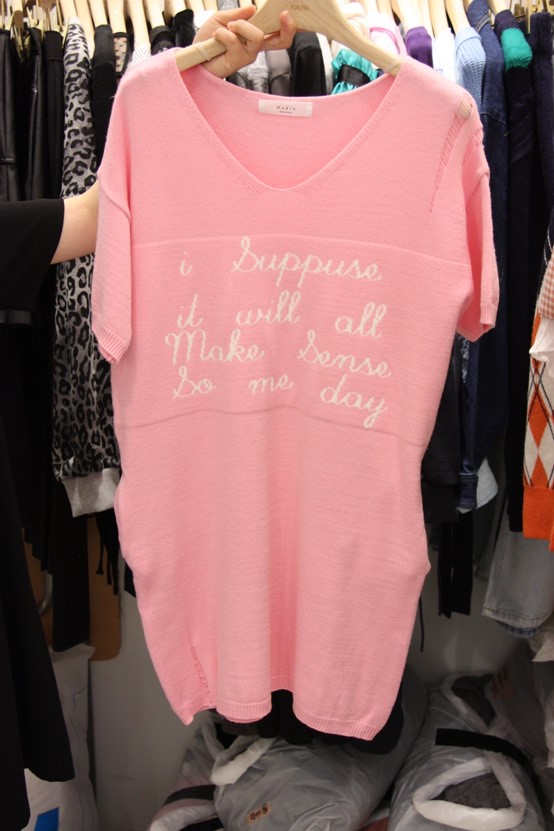 i Suppuse
it will all
Make Sense
So me day